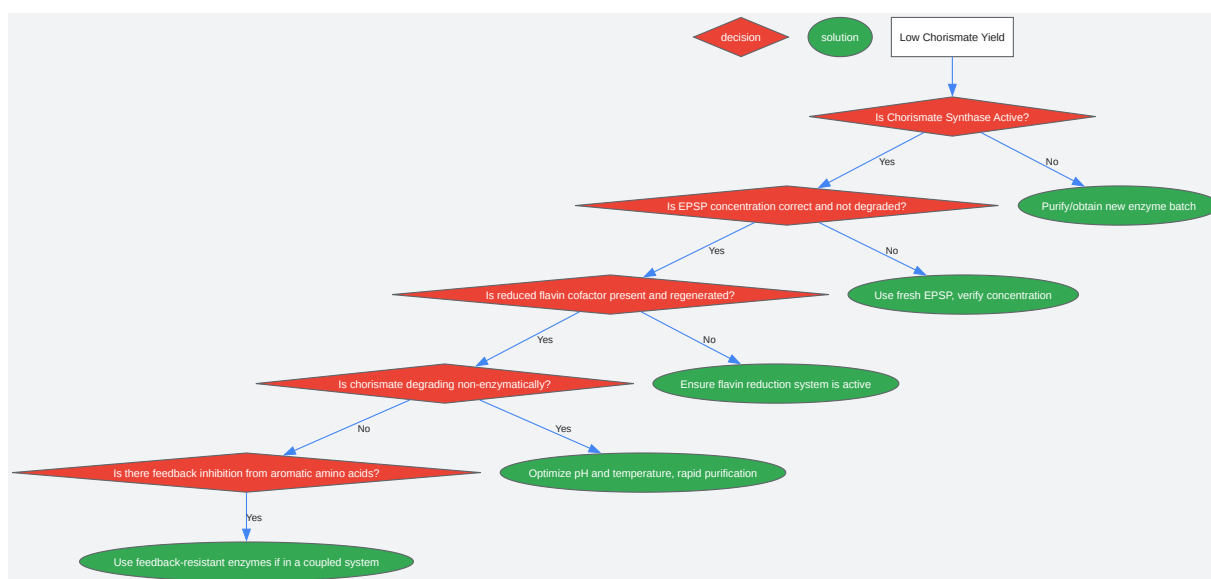 decision
solution
Low Chorismate Yield
Is Chorismate Synthase Active?
Yes
No
Is EPSP concentration correct and not degraded?
Purify/obtain new enzyme batch
Yes
No
Is reduced flavin cofactor present and regenerated?
Use fresh EPSP, verify concentration
Yes
No
Is chorismate degrading non-enzymatically?
Ensure flavin reduction system is active
No
Yes
Is there feedback inhibition from aromatic amino acids?
Optimize pH and temperature, rapid purification
Yes
Use feedback-resistant enzymes if in a coupled system